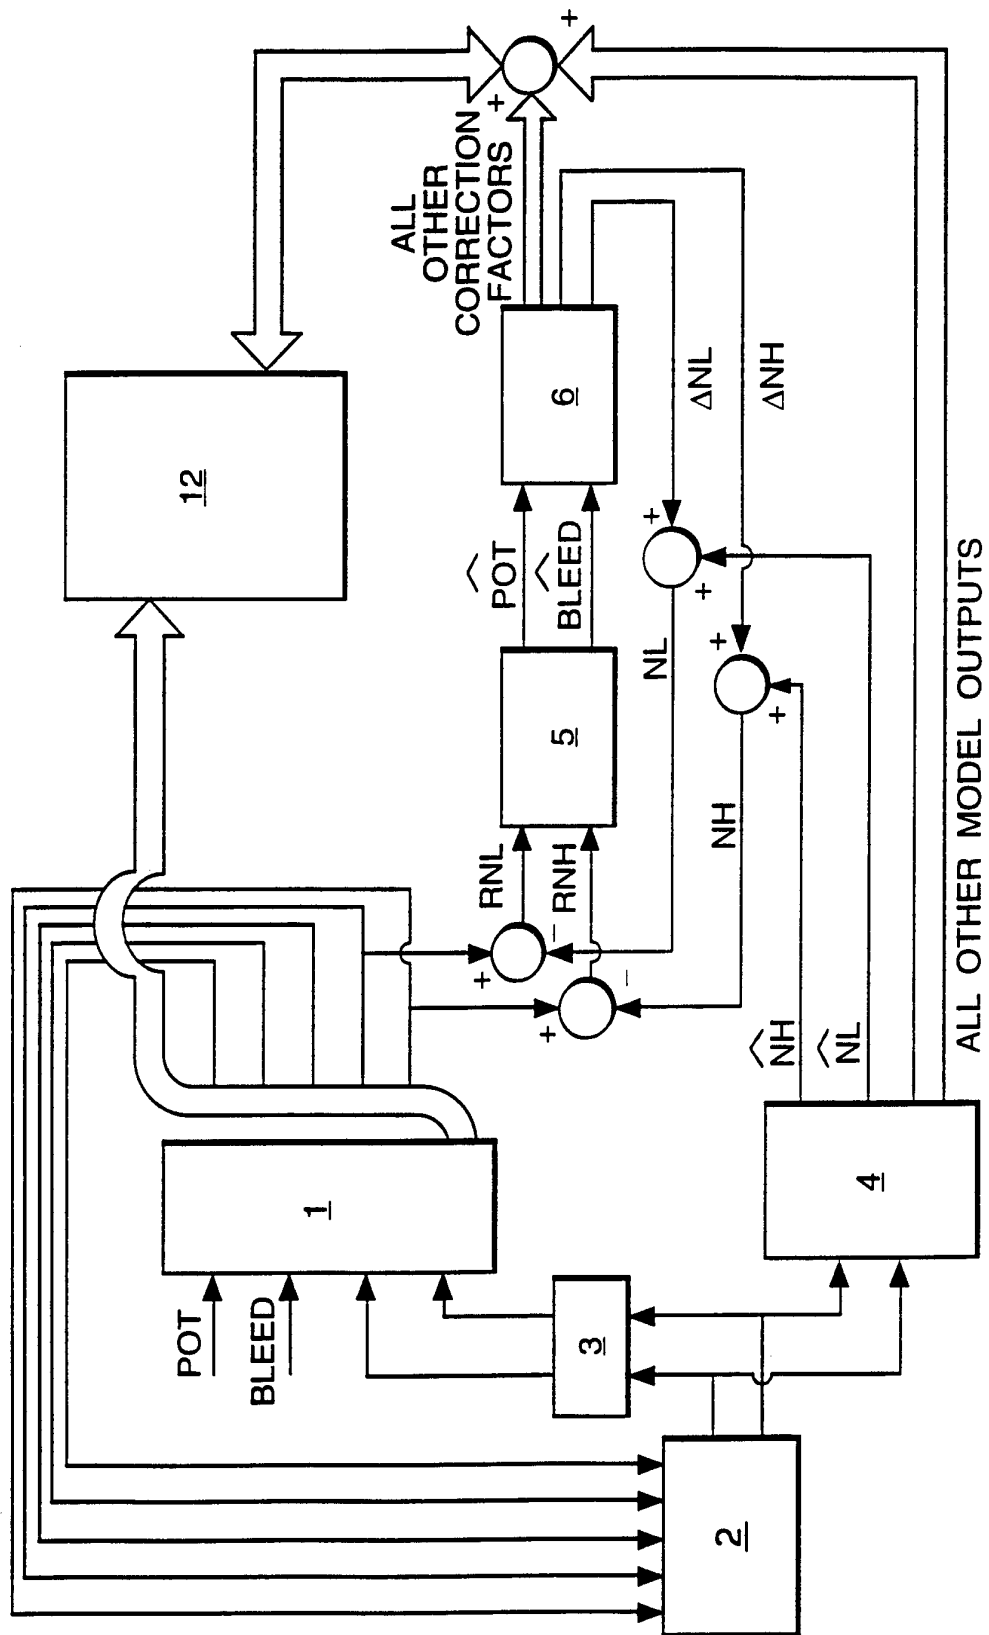 POT
BLEED
1
2
3
4
RNL
RNH
+
−
+
−
5
POT
BLEED
6
ALL
OTHER
CORRECTION
FACTORS
12
+
+
NL
NH
+
+
+
+
ΔNL
ΔNH
NH
NL
ALL OTHER MODEL OUTPUTS